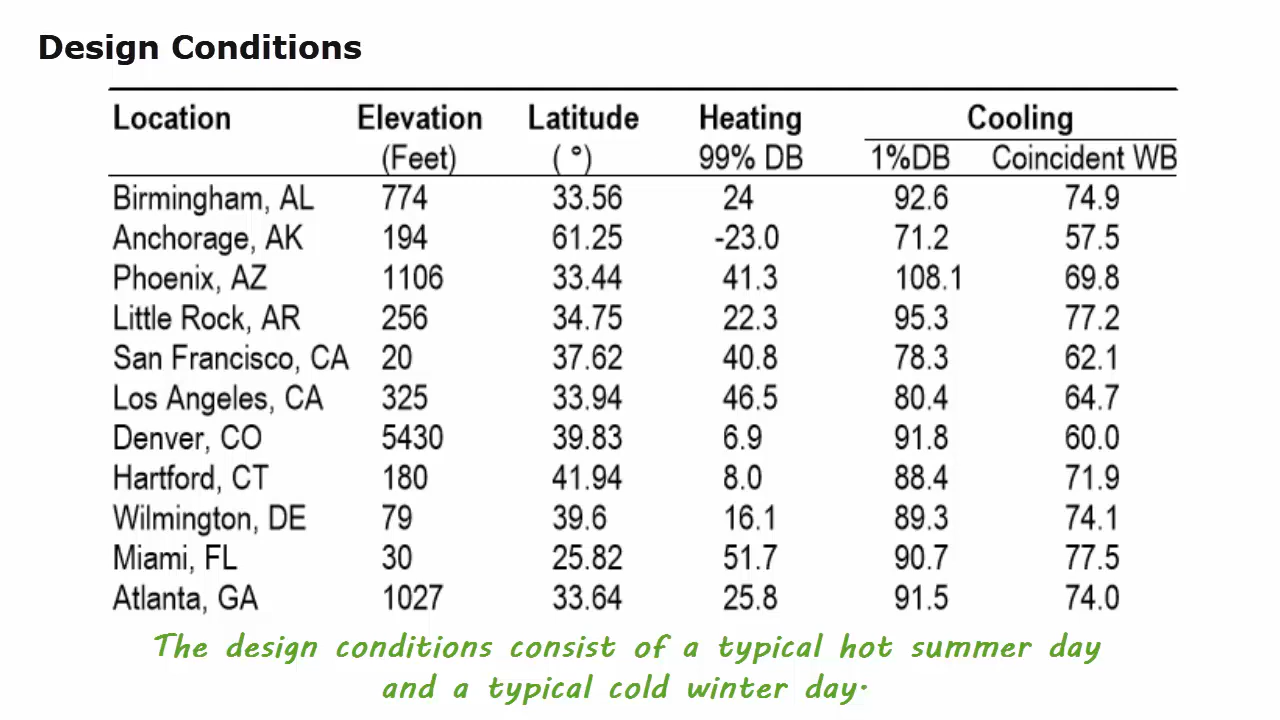 Design Conditions
Location Elevation Latitude Heating Cooling
(Feet) ( °) 99% DB 1%DB Coincident WB
Birmingham, AL 774 33.56 24 92.6 74.9
Anchorage, AK 194 61.25 -23.0 71.2 57.5
Phoenix, AZ 1106 33.44 41.3 108.1 69.8
Little Rock, AR 256 34.75 22.3 95.3 77.2
San Francisco, CA 20 37.62 40.8 78.3 62.1
Los Angeles, CA 325 33.94 46.5 80.4 64.7
Denver, CO 5430 39.83 6.9 91.8 60.0
Hartford, CT 180 41.94 8.0 88.4 71.9
Wilmington, DE 79 39.6 16.1 89.3 74.1
Miami, FL 30 25.82 51.7 90.7 77.5
Atlanta, GA 1027 33.64 25.8 91.5 74.0
The design conditions consist of a typical hot summer day
and a typical cold winter day.